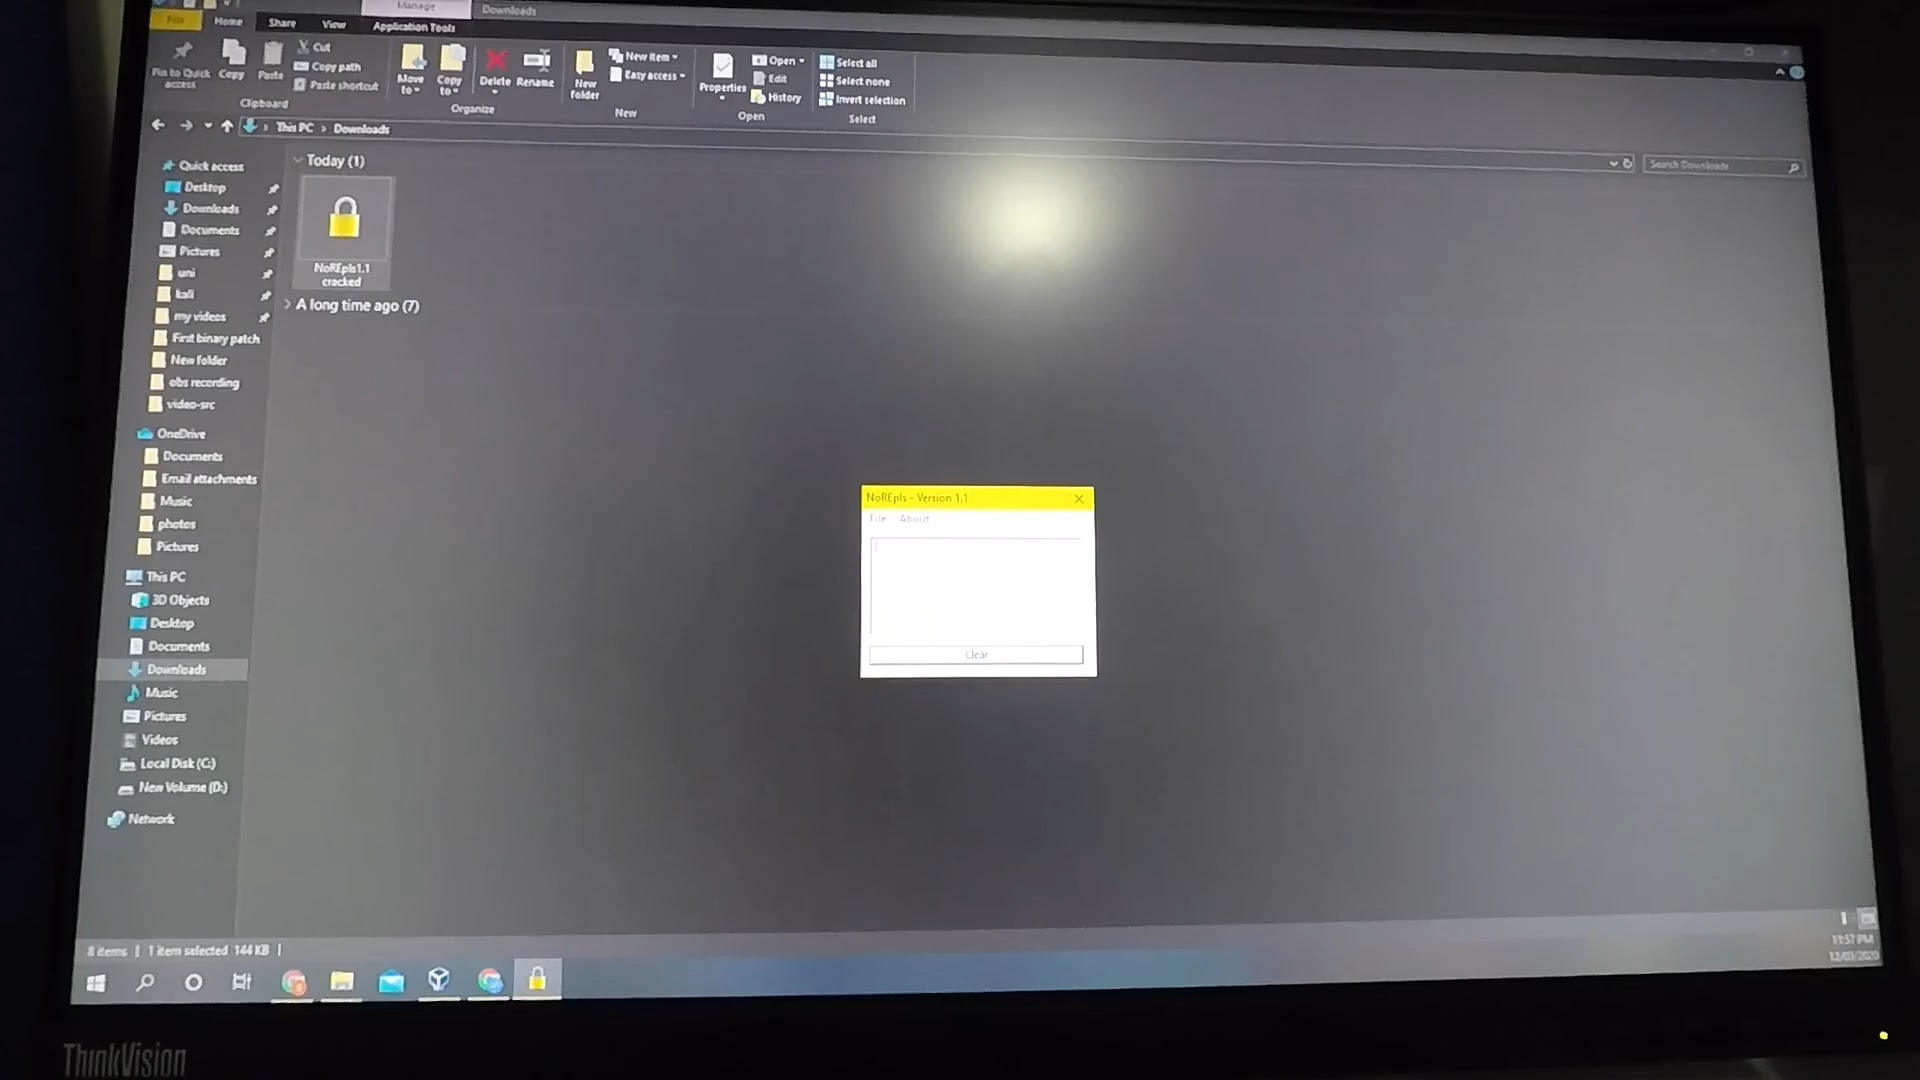 Manage
Downloads
File
Home
Share
View
Application Tools
Pin to Quick access
Copy
Paste
Cut
Copy path
Paste shortcut
Clipboard
Move to
Copy to
Delete
Rename
Organize
New folder
New item
Easy access
New
Properties
Open
Edit
History
Open
Select all
Select none
Invert selection
Select
This PC > Downloads
Search Downloads
Quick access
Desktop
Downloads
Documents
Pictures
uni
kali
my videos
First binary patch
New folder
obs recording
video-src
OneDrive
Documents
Email attachments
Music
photos
Pictures
This PC
3D Objects
Desktop
Documents
Downloads
Music
Pictures
Videos
Local Disk (C:)
New Volume (D:)
Network
Today (1)
NoREpls1.1
cracked
A long time ago (7)
NoREpls - Version 1.1
File About
Clear
8 items | 1 item selected 144 KB |
11:57 PM
12/03/2020
ThinkVision